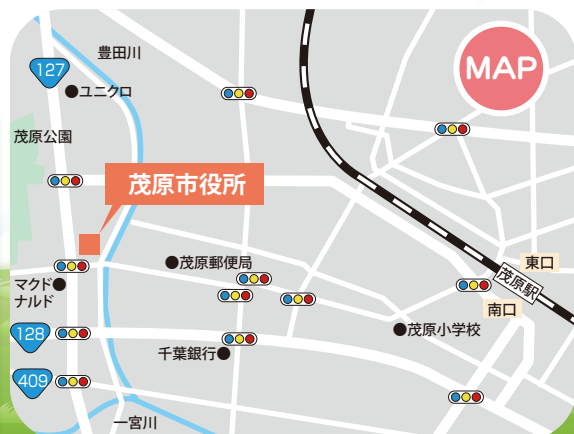 豊田川
MAP
127
ユニクロ
茂原公園
茂原市役所
茂原郵便局
東口
マクド
ナルド
茂原駅
南口
128
茂原小学校
千葉銀行
409
一宮川